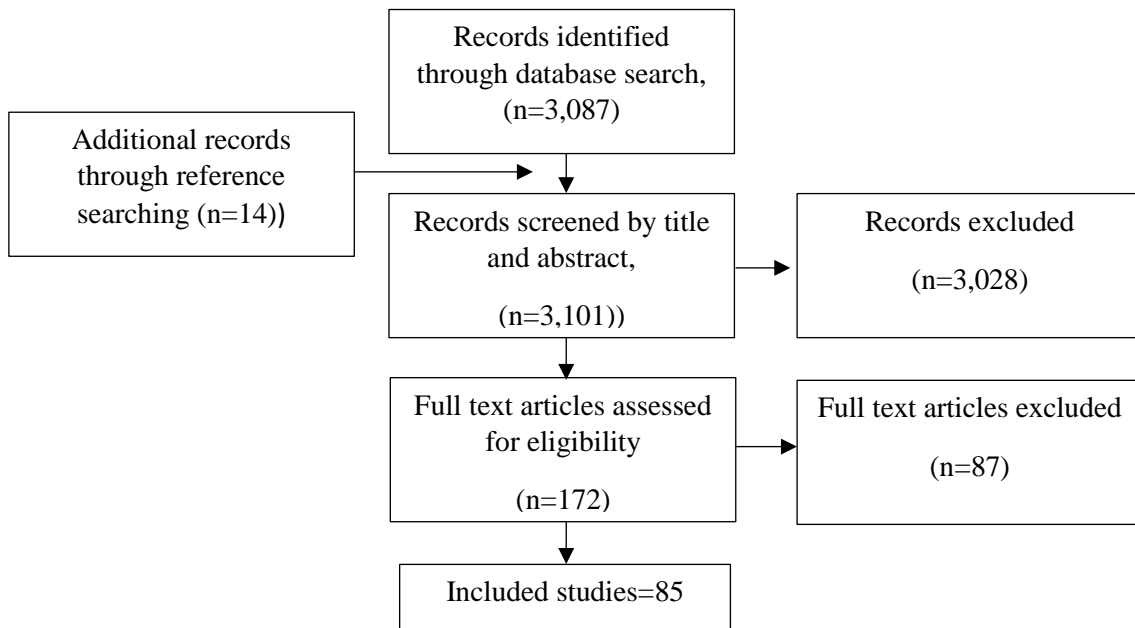 Records identified
through database search,
(n=3,087)
Additional records
through reference
searching (n=14))
Records screened by title
and abstract,
(n=3,101))
Records excluded
(n=3,028)
Full text articles assessed
for eligibility
(n=172)
Full text articles excluded
(n=87)
Included studies=85